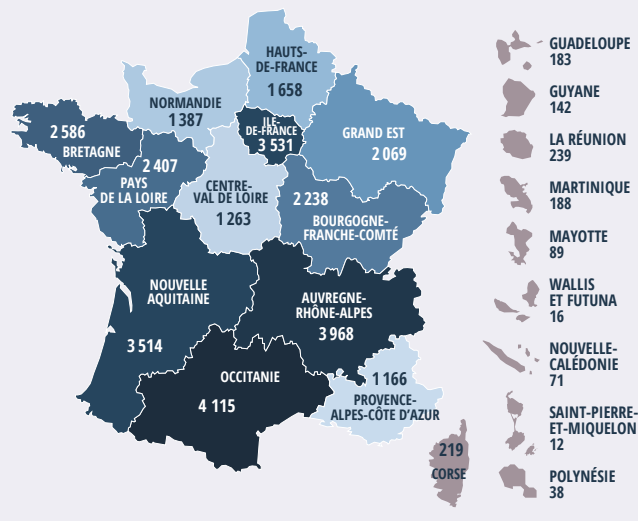 HAUTS-
DE-FRANCE
1 658
NORMANDIE
1 387
ILE-
DE-FRANCE
3 531
GRAND EST
2 069
2 586
BRETAGNE
2 407
PAYS
DE LA LOIRE
CENTRE-
VAL DE LOIRE
1 263
2 238
BOURGOGNE-
FRANCHE-COMTÉ
NOUVELLE
AQUITAINE
3 514
AUVREGNE-
RHÔNE-ALPES
3 968
OCCITANIE
4 115
1 166
PROVENCE-
ALPES-CÔTE D'AZUR
219
CORSE
GUADELOUPE
183
GUYANE
142
LA RÉUNION
239
MARTINIQUE
188
MAYOTTE
89
WALLIS
ET FUTUNA
16
NOUVELLE-
CALÉDONIE
71
SAINT-PIERRE-
ET-MIQUELON
12
POLYNÉSIE
38